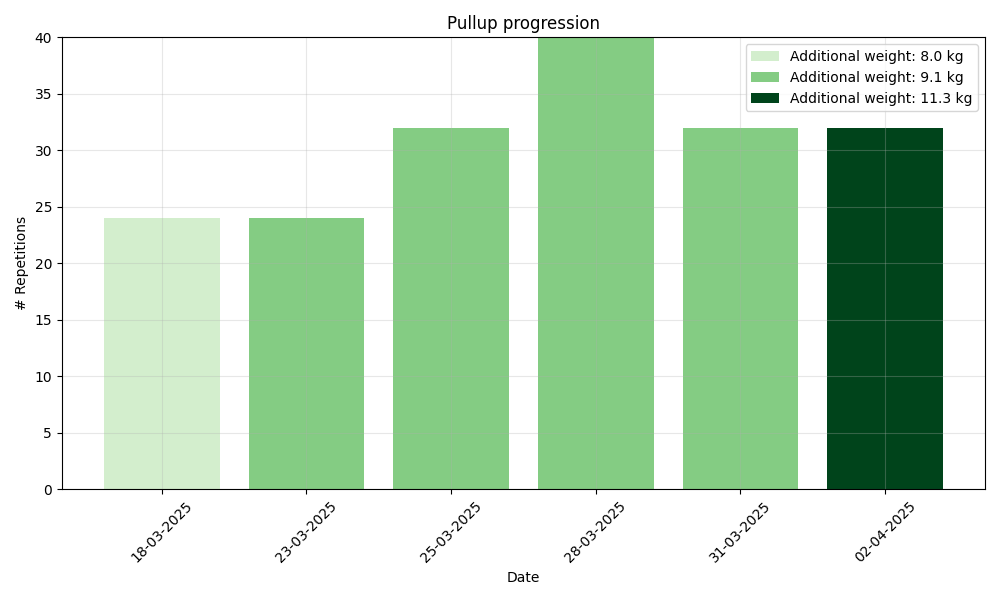 Pullup progression
Additional weight: 8.0 kg
Additional weight: 9.1 kg
Additional weight: 11.3 kg
# Repetitions
40
35
30
25
20
15
10
5
0
18-03-2025
23-03-2025
25-03-2025
28-03-2025
31-03-2025
02-04-2025
Date